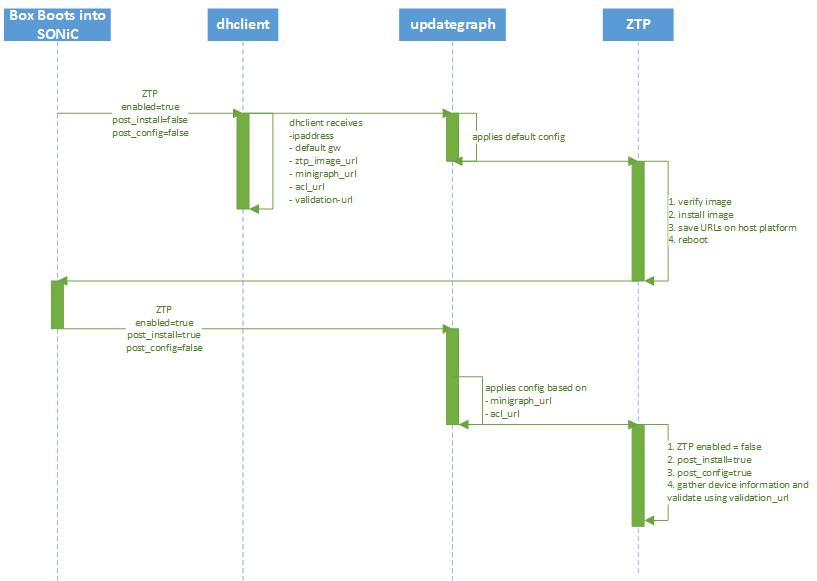 Box Boots into
SONiC
dhclient
updategraph
ZTP
ZTP
enabled=true
post_install=false
post_config=false
dhclient receives
-ipaddress
- default gw
- ztp_image_url
- minigraph_url
- acl_url
- validation-url
applies default config
1. verify image
2. install image
3. save URLs on host platform
4. reboot
ZTP
enabled=true
post_install=true
post_config=false
applies config based on
- minigraph_url
- acl_url
1. ZTP enabled = false
2. post_install=true
3. post_config=true
4. gather device information and
validate using validation_url